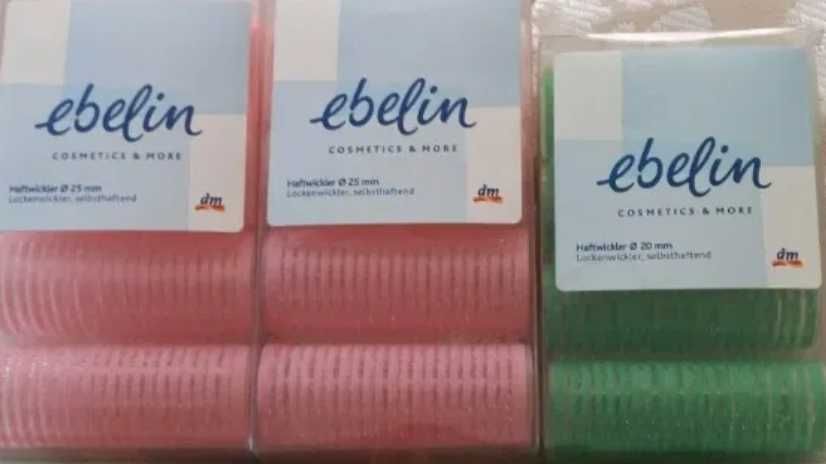 ebelin
COSMETICS & MORE
Haftwickler Ø 25 mm
Lockenwickler, selbsthaftend
dm
ebelin
COSMETICS & MORE
Haftwickler Ø 25 mm
Lockenwickler, selbsthaftend
dm
ebelin
COSMETICS & MORE
Haftwickler Ø 20 mm
Lockenwickler, selbsthaftend
dm